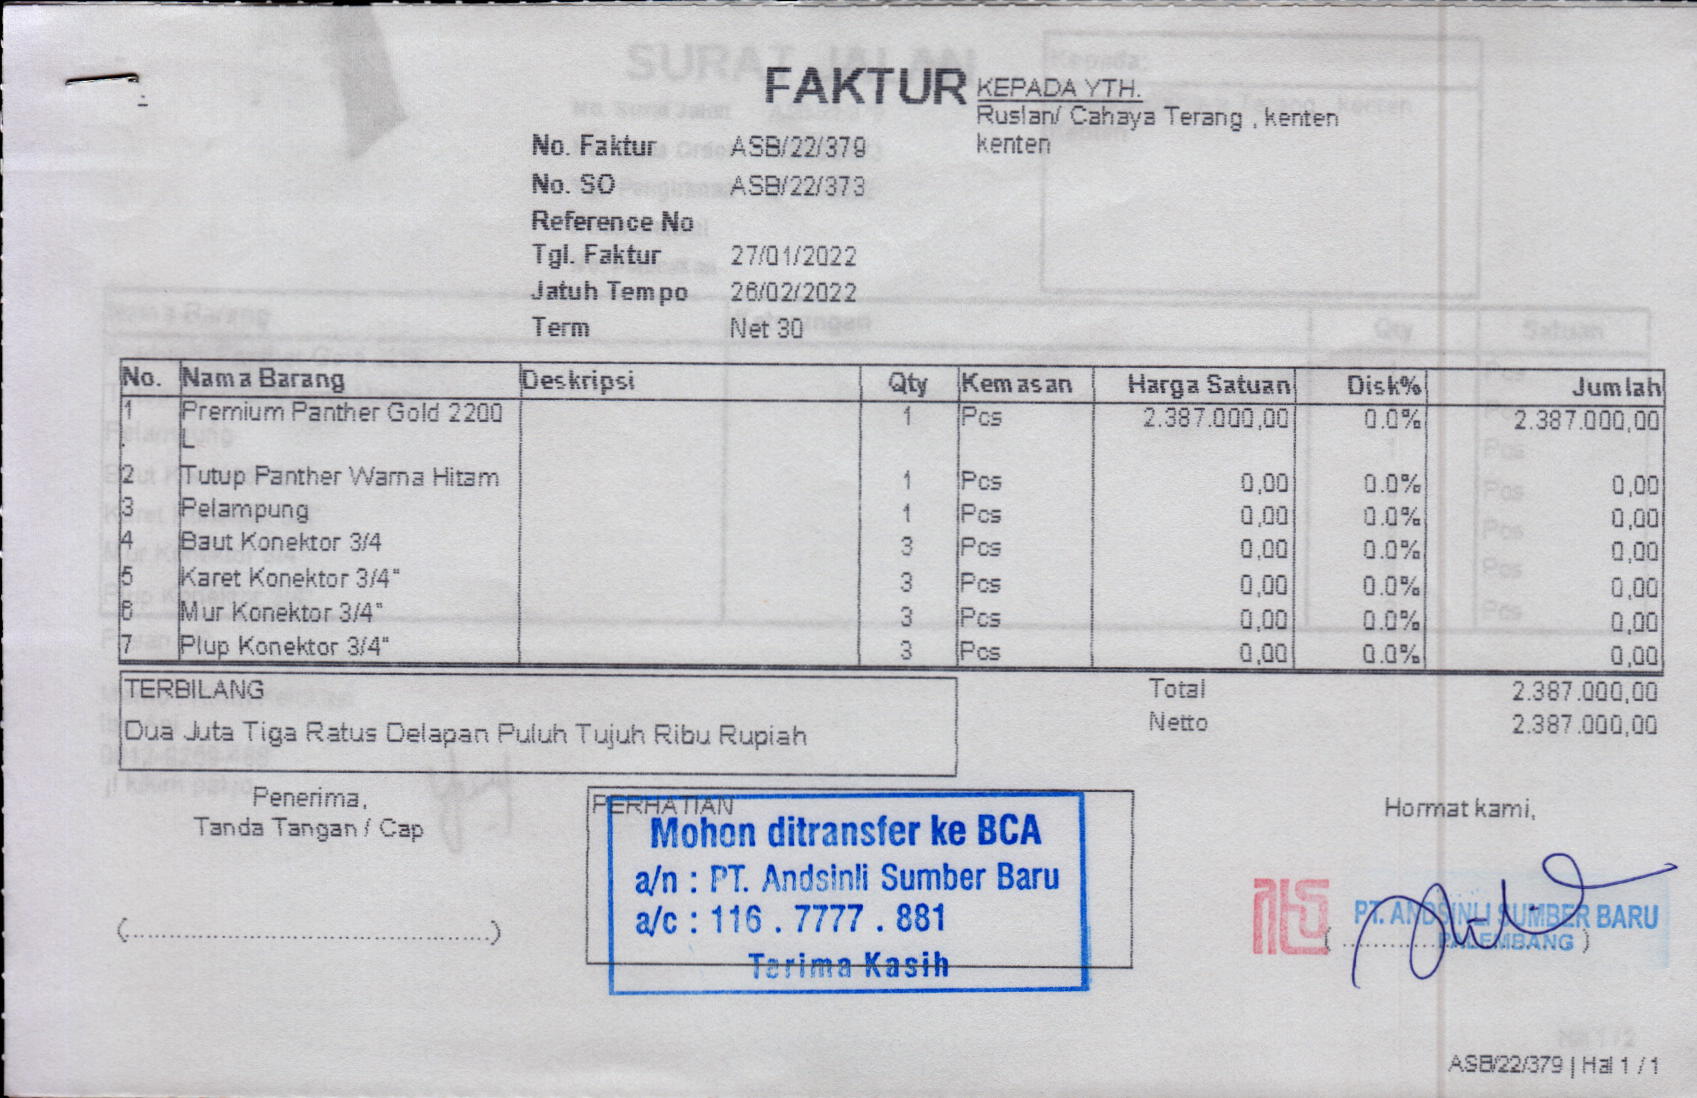 FAKTUR
KEPADA YTH.
Ruslan/ Cahaya Terang , kenten
kenten
No. Faktur ASB/22/379
No. SO ASB/22/373
Reference No
Tgl. Faktur 27/01/2022
Jatuh Tempo 26/02/2022
Term Net 30
No. Nama Barang Deskripsi Qty Kemasan Harga Satuan Disk% Jumlah
1 Premium Panther Gold 2200 1 Pcs 2.387.000,00 0.0% 2.387.000,00
L
2 Tutup Panther Warna Hitam 1 Pcs 0,00 0.0% 0,00
3 Pelampung 1 Pcs 0,00 0.0% 0,00
4 Baut Konektor 3/4 3 Pcs 0,00 0.0% 0,00
5 Karet Konektor 3/4" 3 Pcs 0,00 0.0% 0,00
6 Mur Konektor 3/4" 3 Pcs 0,00 0.0% 0,00
7 Plup Konektor 3/4" 3 Pcs 0,00 0.0% 0,00
TERBILANG
Dua Juta Tiga Ratus Delapan Puluh Tujuh Ribu Rupiah
Total 2.387.000,00
Netto 2.387.000,00
Penerima,
Tanda Tangan / Cap
(..........................................)
PERHATIAN
Mohon ditransfer ke BCA
a/n : PT. Andsinli Sumber Baru
a/c : 116 . 7777 . 881
Terima Kasih
Hormat kami,
PT. ANDSINLI SUMBER BARU
PALEMBANG
ASB/22/379 | Hal 1 / 1